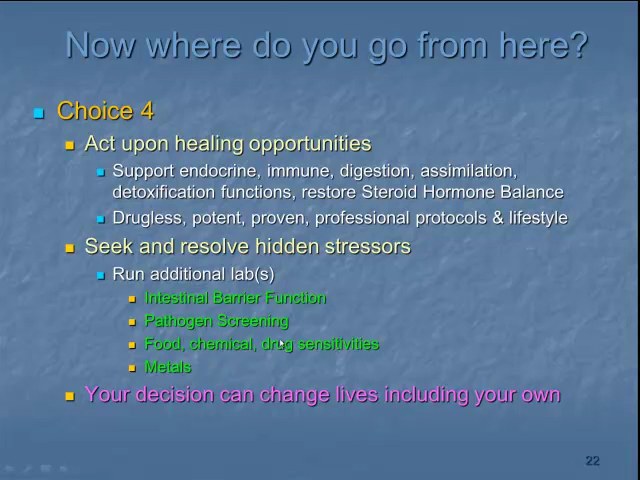 Now where do you go from here?
Choice 4
Act upon healing opportunities
Support endocrine, immune, digestion, assimilation,
detoxification functions, restore Steroid Hormone Balance
Drugless, potent, proven, professional protocols & lifestyle
Seek and resolve hidden stressors
Run additional lab(s)
Intestinal Barrier Function
Pathogen Screening
Food, chemical, drug sensitivities
Metals
Your decision can change lives including your own
22